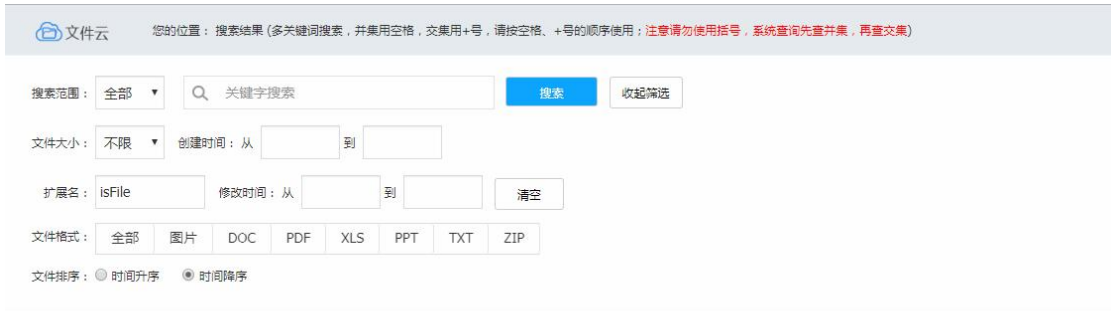 文件云 您的位置：搜索结果 (多关键词搜索，并集用空格，交集用+号，请按空格、+号的顺序使用；注意请勿使用括号，系统查询先查并集，再查交集)
搜索范围： 全部 关键字搜索 搜索 收起筛选
文件大小： 不限 创建时间：从 到
扩展名： isFile 修改时间：从 到 清空
文件格式： 全部 图片 DOC PDF XLS PPT TXT ZIP
文件排序： 时间升序 时间降序